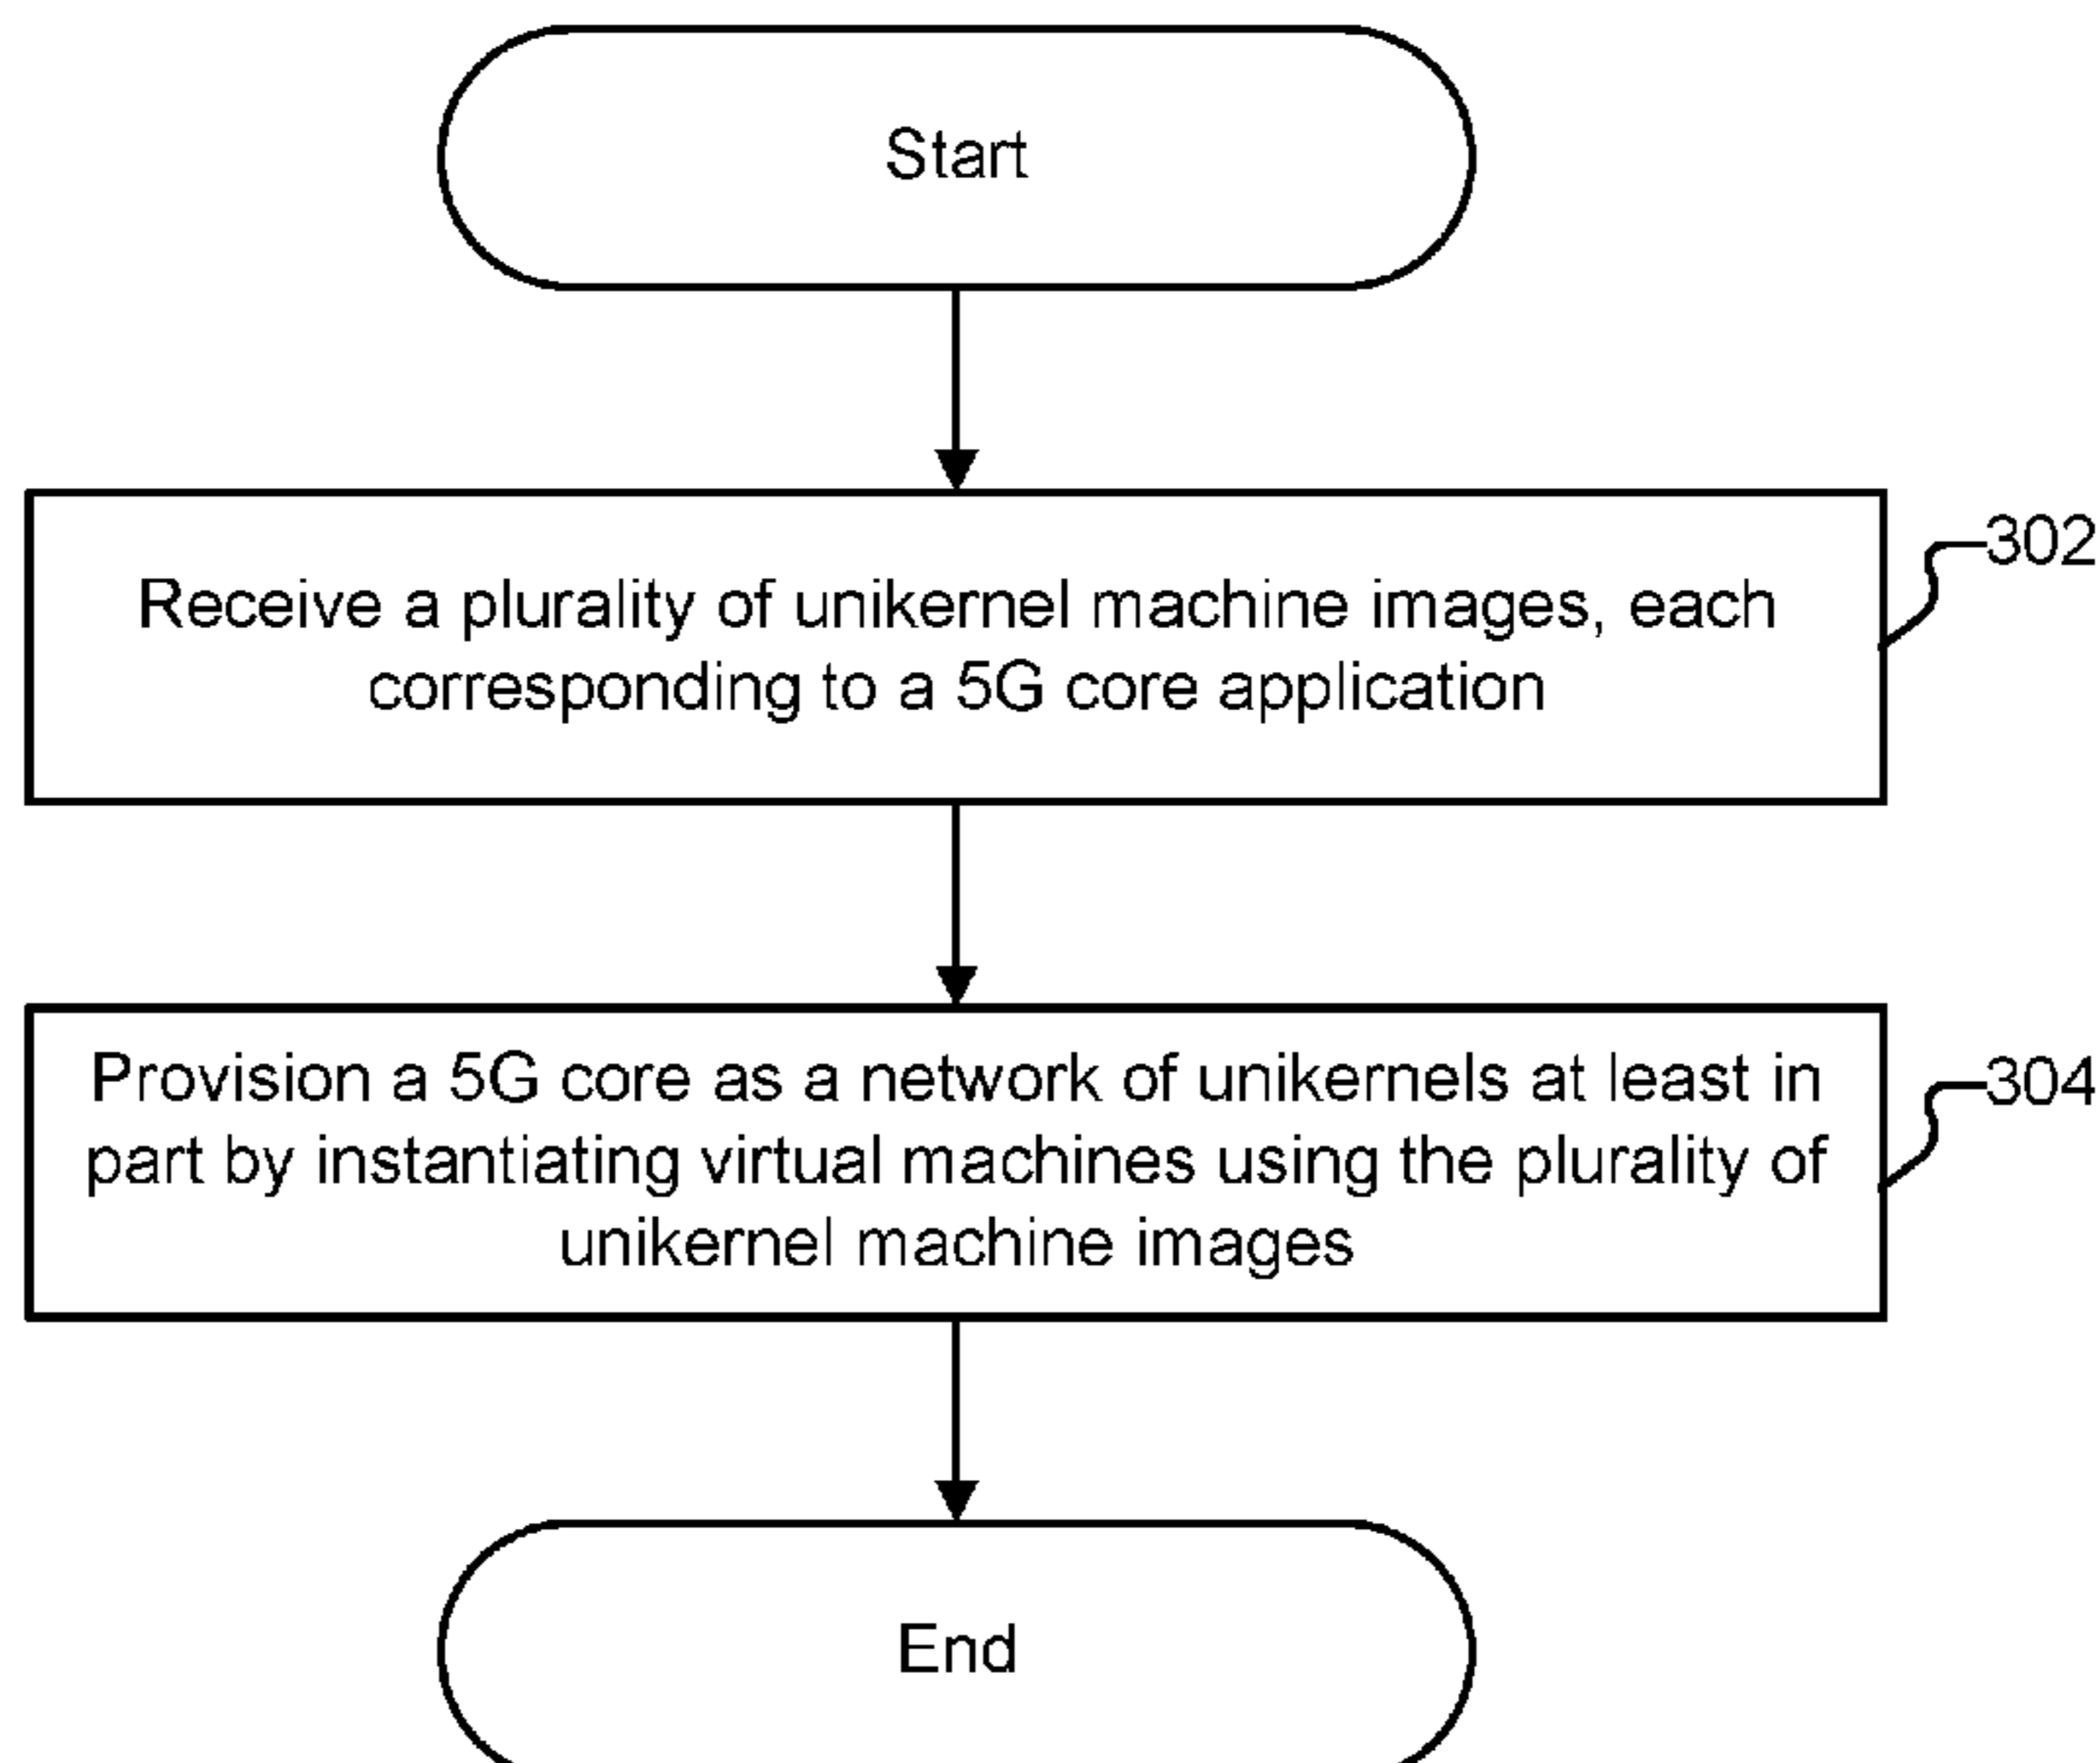 Start
302
Receive a plurality of unikernel machine images, each
corresponding to a 5G core application
304
Provision a 5G core as a network of unikernels at least in
part by instantiating virtual machines using the plurality of
unikernel machine images
End